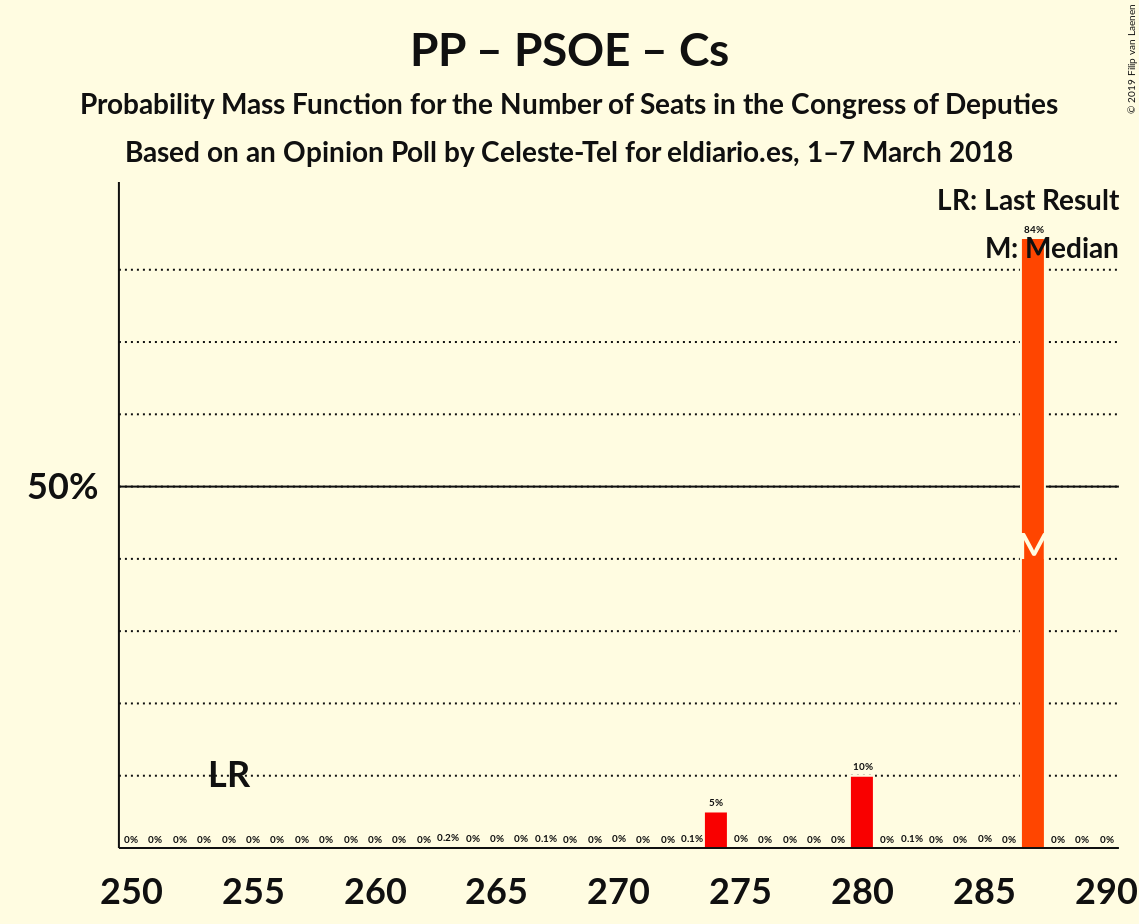 PP – PSOE – Cs
Probability Mass Function for the Number of Seats in the Congress of Deputies
Based on an Opinion Poll by Celeste-Tel for eldiario.es, 1–7 March 2018
© 2019 Filip van Laenen
LR: Last Result
84%
M: Median
50%
M
LR
10%
5%
0% 0% 0% 0% 0% 0% 0% 0% 0% 0% 0% 0% 0% 0.2% 0% 0% 0% 0.1% 0% 0% 0% 0% 0% 0.1% 0% 0% 0% 0% 0% 0% 0.1% 0% 0% 0% 0% 0% 0% 0%
250 255 260 265 270 275 280 285 290